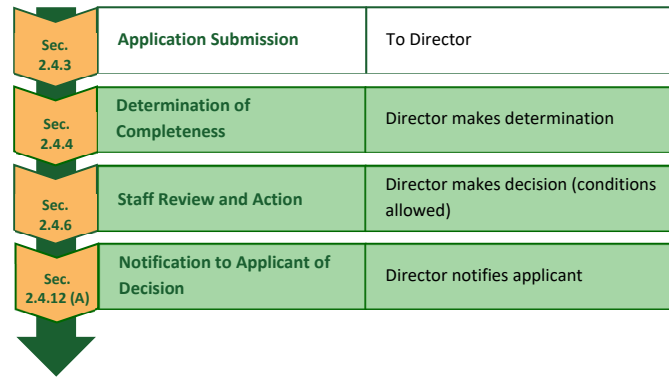 Sec.
2.4.3
Application Submission
To Director
Sec.
2.4.4
Determination of
Completeness
Director makes determination
Sec.
2.4.6
Staff Review and Action
Director makes decision (conditions
allowed)
Sec.
2.4.12 (A)
Notification to Applicant of
Decision
Director notifies applicant